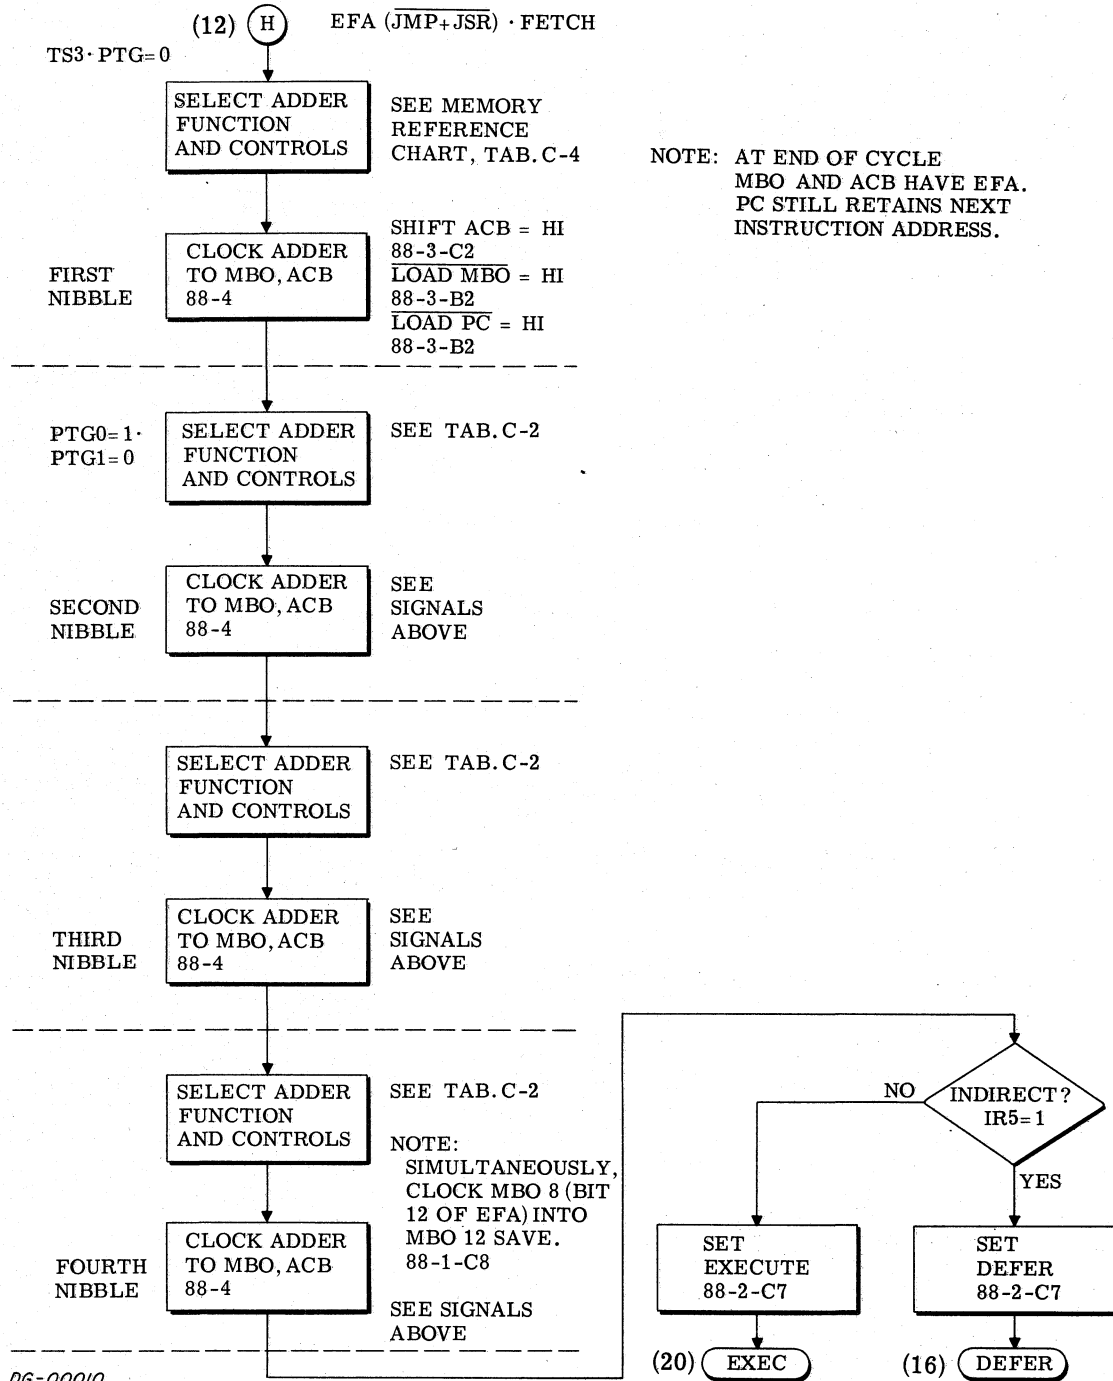 (12) H EFA (J̅M̅P̅+̅J̅S̅R̅) · FETCH
TS3·PTG=0
SELECT ADDER
FUNCTION
AND CONTROLS
SEE MEMORY
REFERENCE
CHART, TAB. C-4
NOTE: AT END OF CYCLE
MBO AND ACB HAVE EFA.
PC STILL RETAINS NEXT
INSTRUCTION ADDRESS.
FIRST
NIBBLE
CLOCK ADDER
TO MBO, ACB
88-4
SHIFT ACB = HI
88-3-C2
L̅O̅A̅D̅ M̅B̅O̅ = HI
88-3-B2
L̅O̅A̅D̅ P̅C̅ = HI
88-3-B2
PTG0=1·
PTG1=0
SELECT ADDER
FUNCTION
AND CONTROLS
SEE TAB. C-2
SECOND
NIBBLE
CLOCK ADDER
TO MBO, ACB
88-4
SEE
SIGNALS
ABOVE
SELECT ADDER
FUNCTION
AND CONTROLS
SEE TAB. C-2
THIRD
NIBBLE
CLOCK ADDER
TO MBO, ACB
88-4
SEE
SIGNALS
ABOVE
SELECT ADDER
FUNCTION
AND CONTROLS
SEE TAB. C-2
NOTE:
SIMULTANEOUSLY,
CLOCK MBO 8 (BIT
12 OF EFA) INTO
MBO 12 SAVE.
88-1-C8
FOURTH
NIBBLE
CLOCK ADDER
TO MBO, ACB
88-4
SEE SIGNALS
ABOVE
INDIRECT?
IR5=1
NO
YES
SET
EXECUTE
88-2-C7
SET
DEFER
88-2-C7
(20) EXEC
(16) DEFER
DG-00010